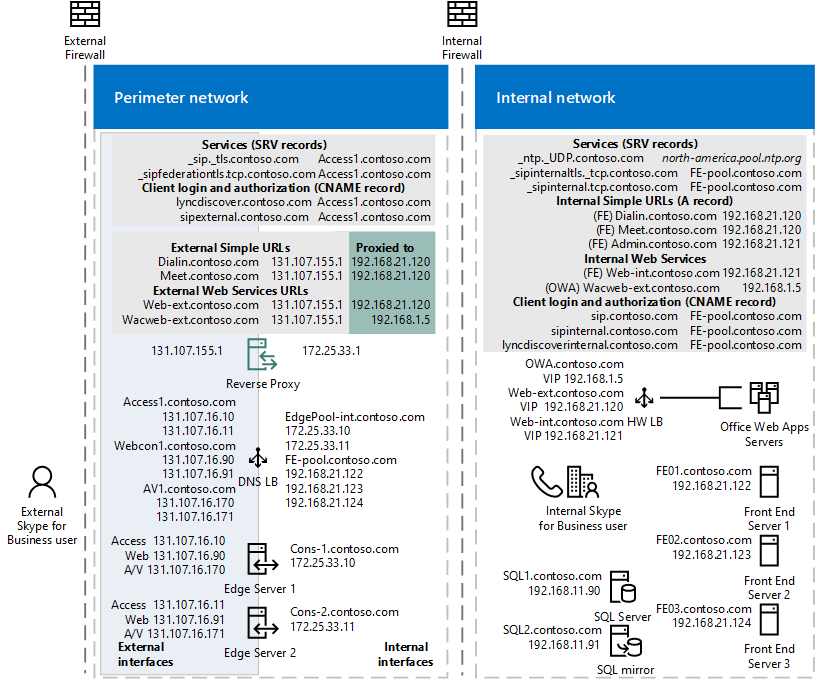 External
Firewall
Internal
Firewall
Perimeter network
Services (SRV records)
_sip._tls.contoso.com Access1.contoso.com
_sipfederationtls.tcp.contoso.com Access1.contoso.com
Client login and authorization (CNAME record)
lyncdiscover.contoso.com Access1.contoso.com
sipexternal.contoso.com Access1.contoso.com
External Simple URLs Proxied to
Dialin.contoso.com 131.107.155.1 192.168.21.120
Meet.contoso.com 131.107.155.1 192.168.21.120
External Web Services URLs
Web-ext.contoso.com 131.107.155.1 192.168.21.120
Wacweb-ext.contoso.com 131.107.155.1 192.168.1.5
131.107.155.1 172.25.33.1
Reverse Proxy
Access1.contoso.com
131.107.16.10
131.107.16.11
Webcon1.contoso.com
131.107.16.90
131.107.16.91
AV1.contoso.com
131.107.16.170
131.107.16.171
DNS LB
EdgePool-int.contoso.com
172.25.33.10
172.25.33.11
FE-pool.contoso.com
192.168.21.122
192.168.21.123
192.168.21.124
External
Skype for
Business user
Access 131.107.16.10
Web 131.107.16.90
A/V 131.107.16.170
Cons-1.contoso.com
172.25.33.10
Edge Server 1
Access 131.107.16.11
Web 131.107.16.91
A/V 131.107.16.171
Cons-2.contoso.com
172.25.33.11
Edge Server 2
External
interfaces
Internal
interfaces
Internal network
Services (SRV records)
_ntp._UDP.contoso.com north-america.pool.ntp.org
_sipinternaltls._tcp.contoso.com FE-pool.contoso.com
_sipinternal.tcp.contoso.com FE-pool.contoso.com
Internal Simple URLs (A record)
(FE) Dialin.contoso.com 192.168.21.120
(FE) Meet.contoso.com 192.168.21.120
(FE) Admin.contoso.com 192.168.21.121
Internal Web Services
(FE) Web-int.contoso.com 192.168.21.121
(OWA) Wacweb-ext.contoso.com 192.168.1.5
Client login and authorization (CNAME record)
sip.contoso.com FE-pool.contoso.com
sipinternal.contoso.com FE-pool.contoso.com
lyncdiscoverinternal.contoso.com FE-pool.contoso.com
OWA.contoso.com
VIP 192.168.1.5
Web-ext.contoso.com
VIP 192.168.21.120
Web-int.contoso.com
VIP 192.168.21.121
HW LB
Office Web Apps
Servers
Internal Skype
for Business user
FE01.contoso.com
192.168.21.122
Front End
Server 1
FE02.contoso.com
192.168.21.123
Front End
Server 2
SQL1.contoso.com
192.168.11.90
SQL Server
FE03.contoso.com
192.168.21.124
Front End
Server 3
SQL2.contoso.com
192.168.11.91
SQL mirror